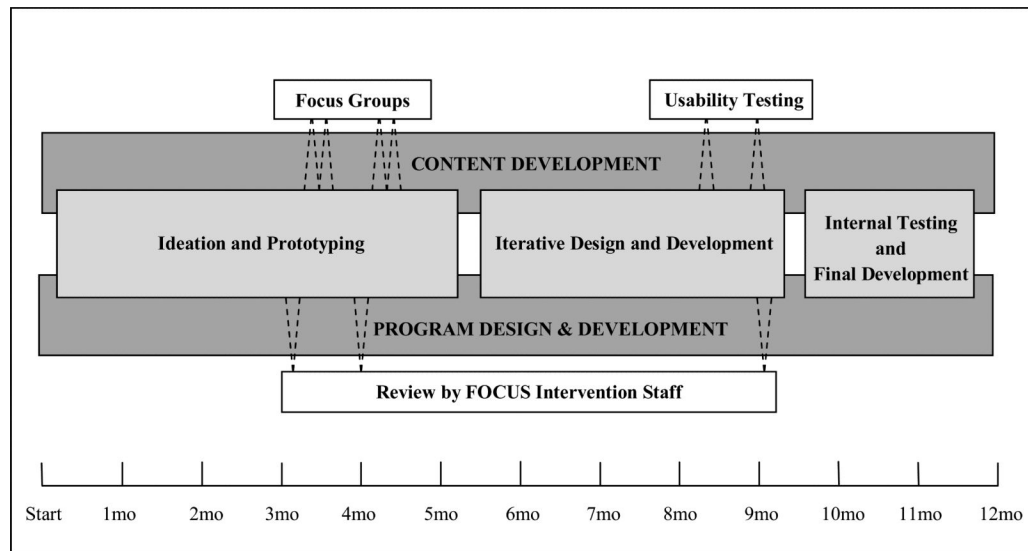 Focus Groups
Usability Testing
CONTENT DEVELOPMENT
Ideation and Prototyping
Iterative Design and Development
Internal Testing
and
Final Development
PROGRAM DESIGN & DEVELOPMENT
Review by FOCUS Intervention Staff
Start 1mo 2mo 3mo 4mo 5mo 6mo 7mo 8mo 9mo 10mo 11mo 12mo